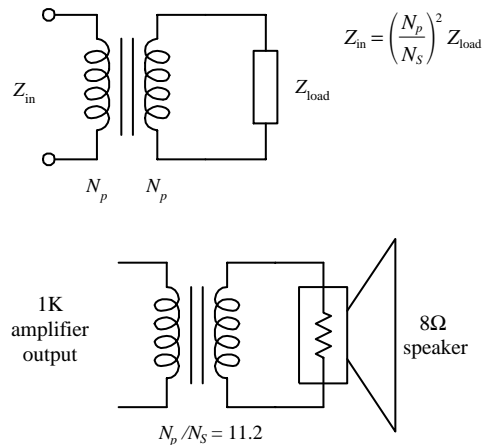 Z_in = (N_p / N_S)^2 Z_load
Z_in
Z_load
N_p N_p
1K
amplifier
output
8Ω
speaker
N_p /N_S = 11.2